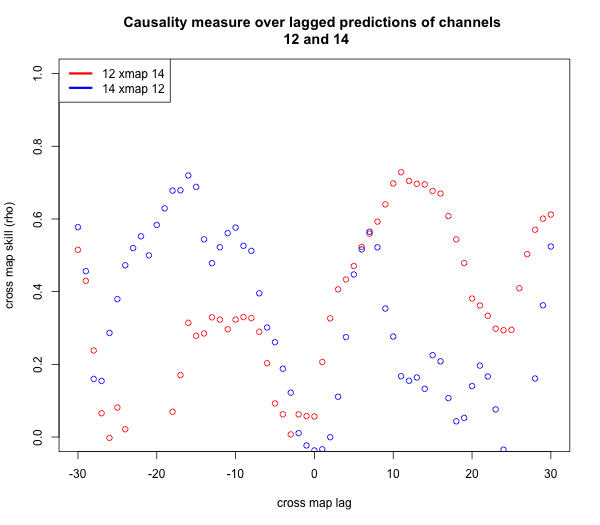 Causality measure over lagged predictions of channels
12 and 14
12 xmap 14
14 xmap 12
cross map skill (rho)
1.0
0.8
0.6
0.4
0.2
0.0
-30 -20 -10 0 10 20 30
cross map lag